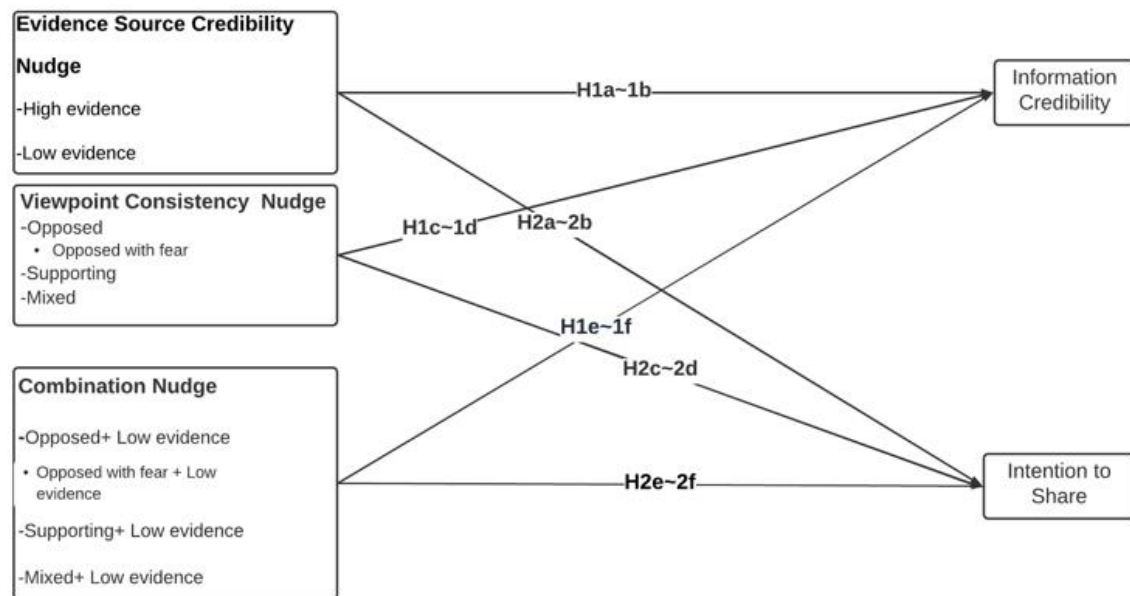 Evidence Source Credibility
Nudge
-High evidence
-Low evidence
Viewpoint Consistency Nudge
-Opposed
• Opposed with fear
-Supporting
-Mixed
Combination Nudge
-Opposed+ Low evidence
• Opposed with fear + Low
evidence
-Supporting+ Low evidence
-Mixed+ Low evidence
H1a~1b
H1c~1d
H2a~2b
H1e~1f
H2c~2d
H2e~2f
Information
Credibility
Intention to
Share